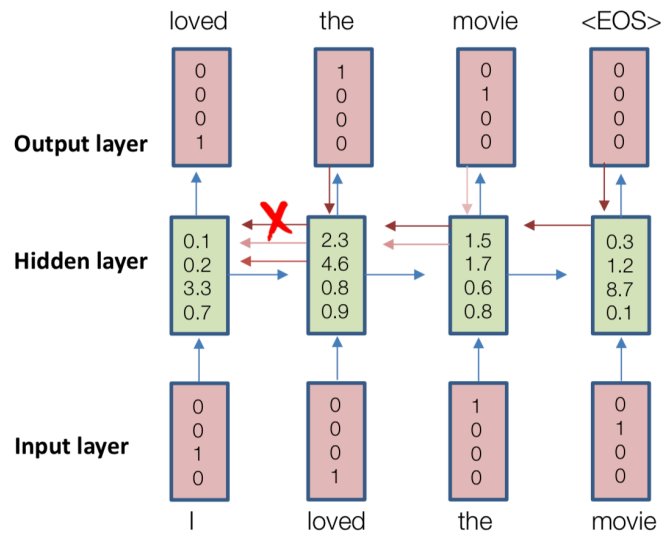 loved the movie <EOS>
0 1 0 0
0 0 1 0
0 0 0 0
1 0 0 0
Output layer
Hidden layer
0.1 2.3 1.5 0.3
0.2 4.6 1.7 1.2
3.3 0.8 0.6 8.7
0.7 0.9 0.8 0.1
Input layer
0 0 1 0
0 0 0 1
1 0 0 0
0 1 0 0
I loved the movie